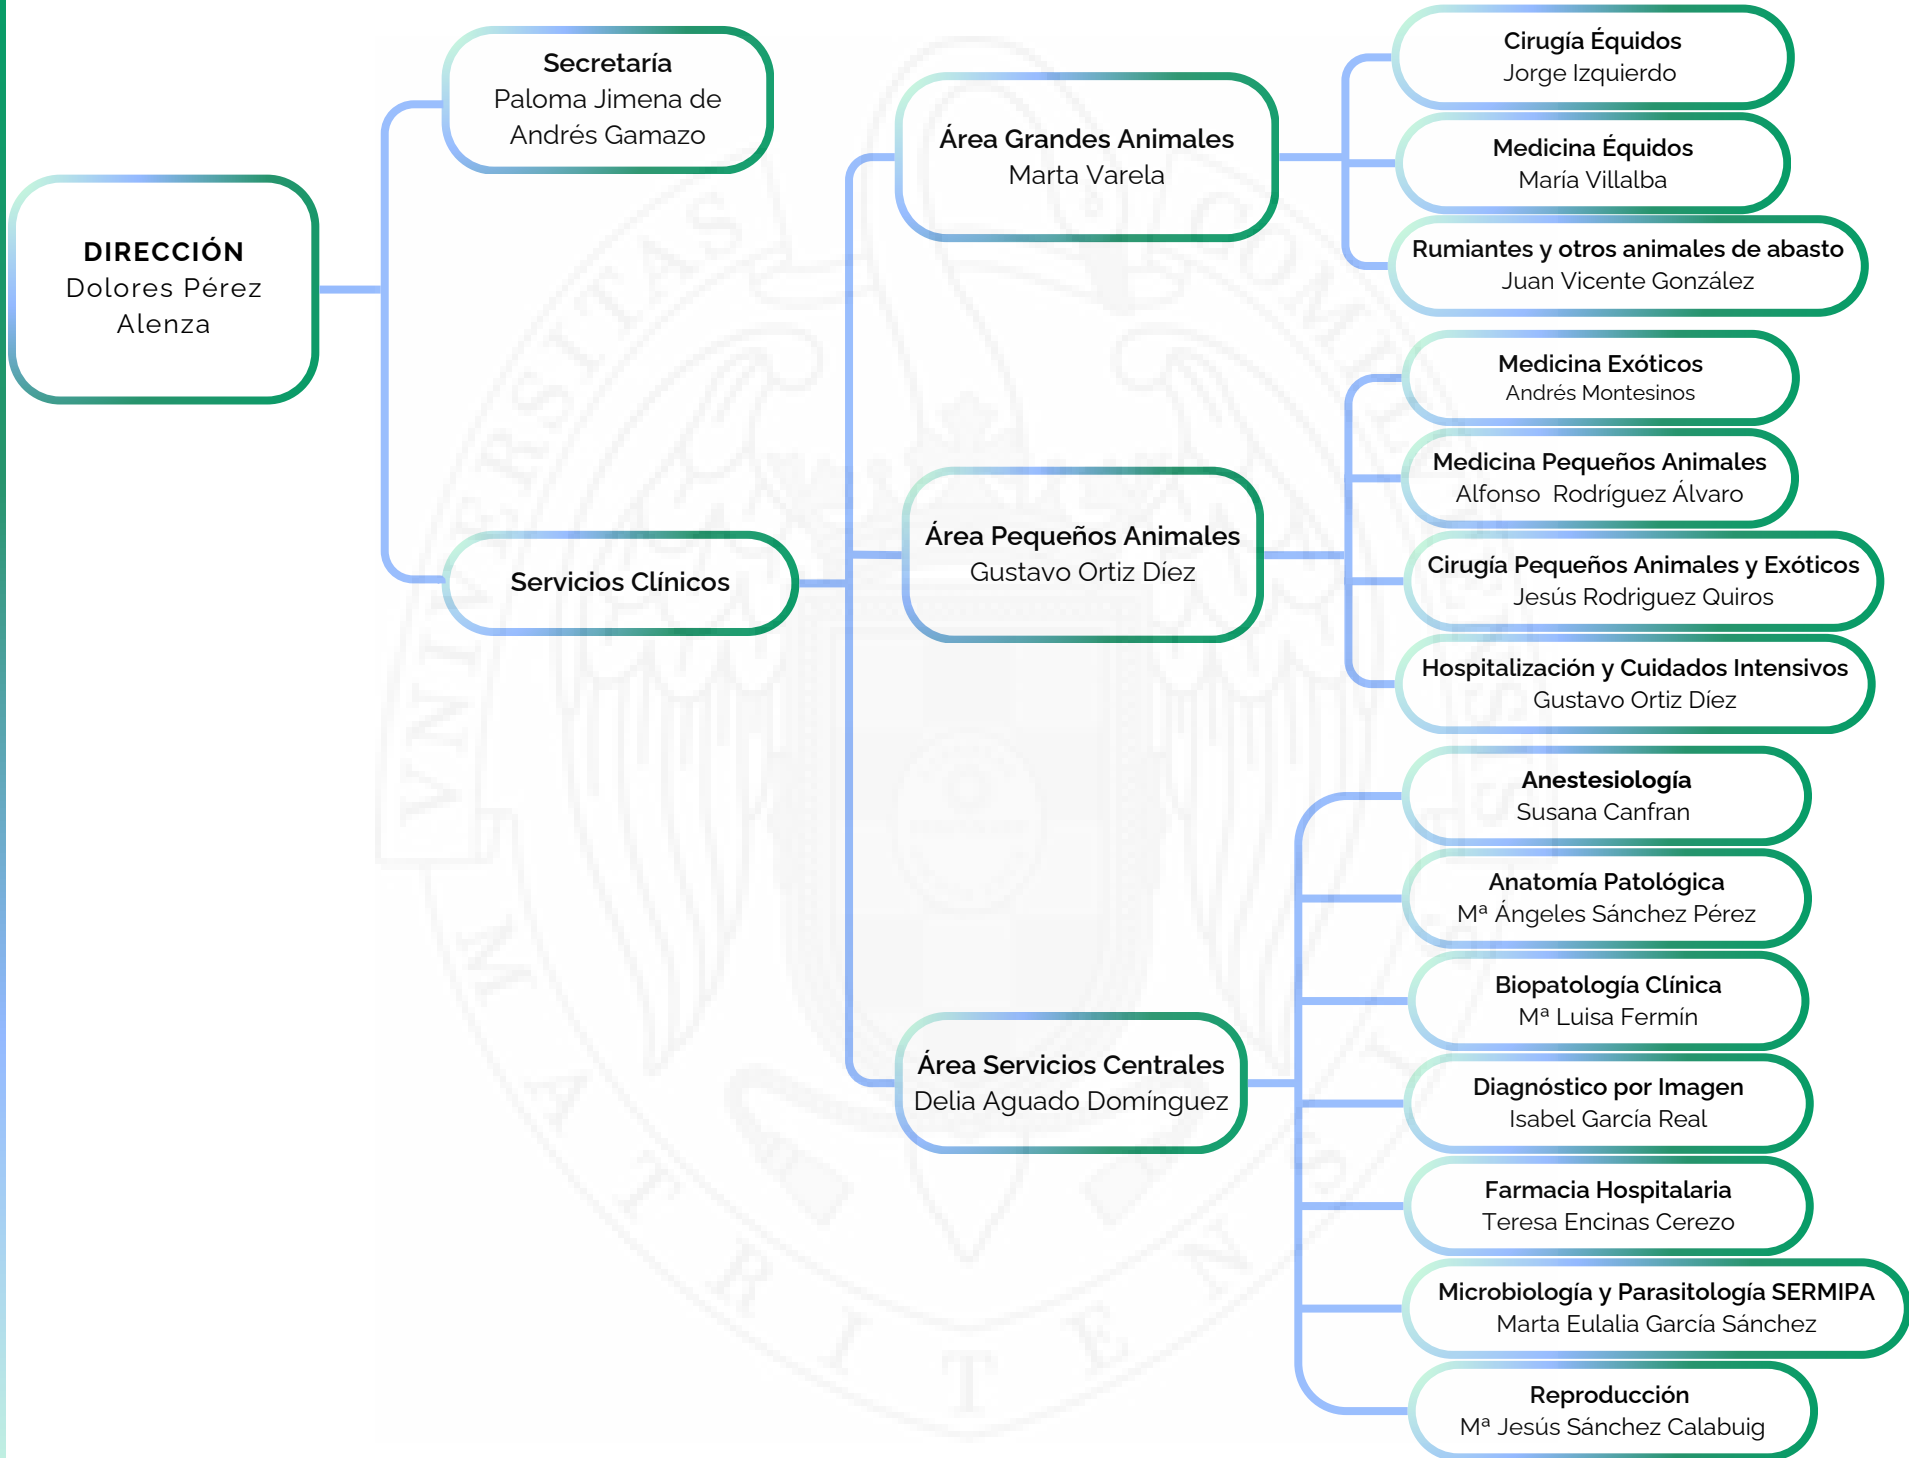 DIRECCIÓN
Dolores Pérez
Alenza
Secretaría
Paloma Jimena de
Andrés Gamazo
Servicios Clínicos
Área Grandes Animales
Marta Varela
Cirugía Équidos
Jorge Izquierdo
Medicina Équidos
María Villalba
Rumiantes y otros animales de abasto
Juan Vicente González
Área Pequeños Animales
Gustavo Ortiz Díez
Medicina Exóticos
Andrés Montesinos
Medicina Pequeños Animales
Alfonso  Rodríguez Álvaro
Cirugía Pequeños Animales y Exóticos
Jesús Rodriguez Quiros
Hospitalización y Cuidados Intensivos
Gustavo Ortiz Díez
Área Servicios Centrales
Delia Aguado Domínguez
Anestesiología
Susana Canfran
Anatomía Patológica
Mª Ángeles Sánchez Pérez
Biopatología Clínica
Mª Luisa Fermín
Diagnóstico por Imagen
Isabel García Real
Farmacia Hospitalaria
Teresa Encinas Cerezo
Microbiología y Parasitología SERMIPA
Marta Eulalia García Sánchez
Reproducción
Mª Jesús Sánchez Calabuig
VNIVERSITAS COMPLVTENSIS
MATRITENSIS